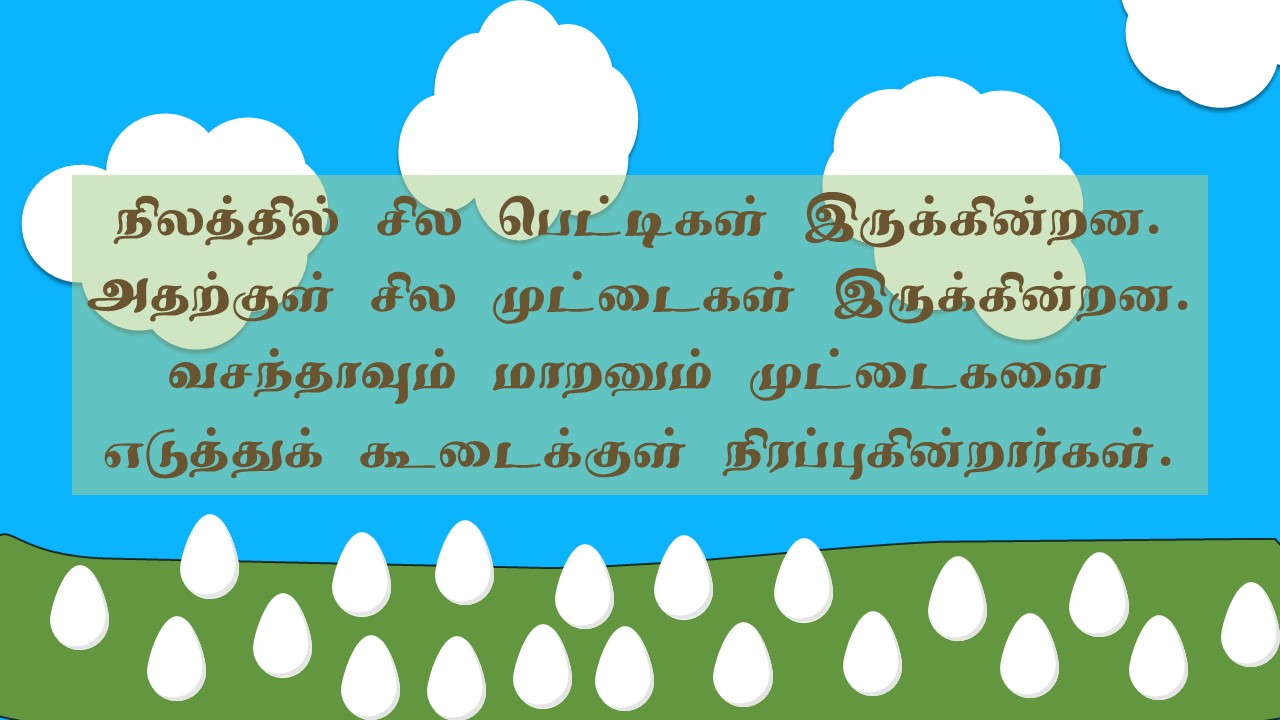 நிலத்தில் சில பெட்டிகள் இருக்கின்றன.
அதற்குள் சில முட்டைகள் இருக்கின்றன.
வசந்தாவும் மாறனும் முட்டைகளை
எடுத்துக் கூடைக்குள் நிரப்புகின்றார்கள்.